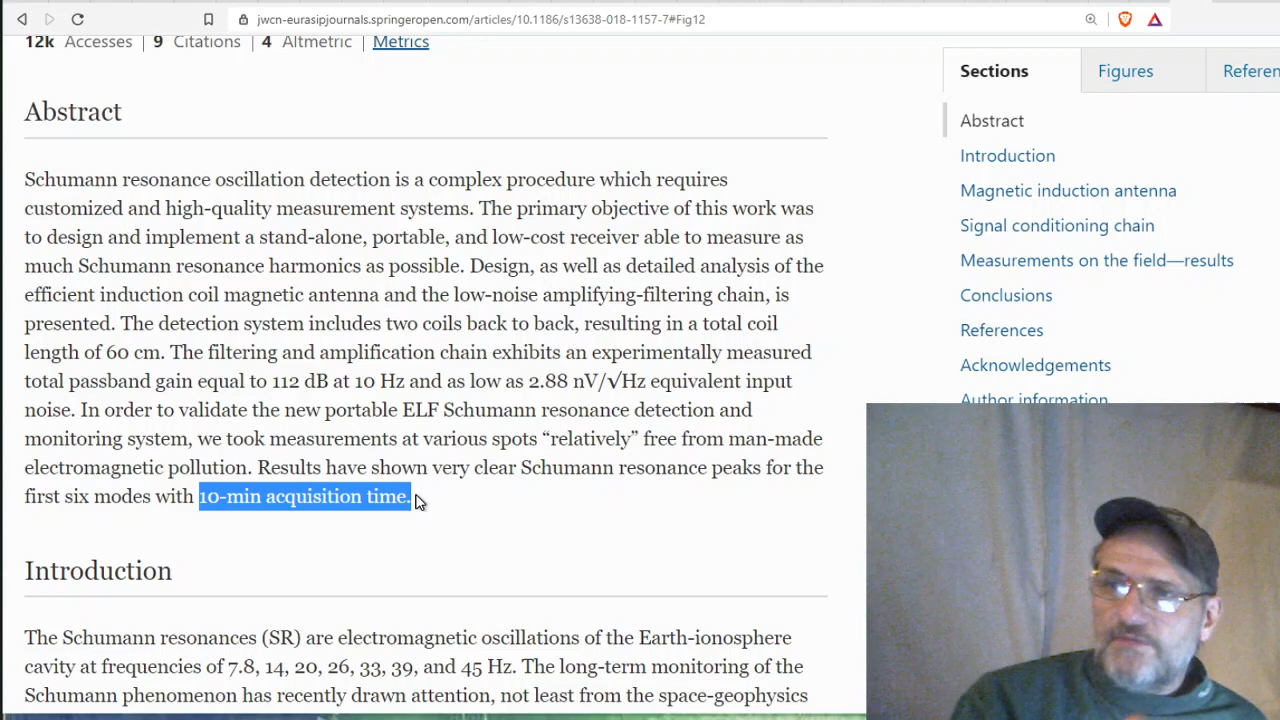 jwcn-eurasipjournals.springeropen.com/articles/10.1186/s13638-018-1157-7#Fig12
12k Accesses | 9 Citations | 4 Altmetric | Metrics
Abstract
Schumann resonance oscillation detection is a complex procedure which requires
customized and high-quality measurement systems. The primary objective of this work was
to design and implement a stand-alone, portable, and low-cost receiver able to measure as
much Schumann resonance harmonics as possible. Design, as well as detailed analysis of the
efficient induction coil magnetic antenna and the low-noise amplifying-filtering chain, is
presented. The detection system includes two coils back to back, resulting in a total coil
length of 60 cm. The filtering and amplification chain exhibits an experimentally measured
total passband gain equal to 112 dB at 10 Hz and as low as 2.88 nV/√Hz equivalent input
noise. In order to validate the new portable ELF Schumann resonance detection and
monitoring system, we took measurements at various spots “relatively” free from man-made
electromagnetic pollution. Results have shown very clear Schumann resonance peaks for the
first six modes with 10-min acquisition time.
Introduction
The Schumann resonances (SR) are electromagnetic oscillations of the Earth-ionosphere
cavity at frequencies of 7.8, 14, 20, 26, 33, 39, and 45 Hz. The long-term monitoring of the
Schumann phenomenon has recently drawn attention, not least from the space-geophysics
Sections
Figures
Referen
Abstract
Introduction
Magnetic induction antenna
Signal conditioning chain
Measurements on the field—results
Conclusions
References
Acknowledgements
Author information